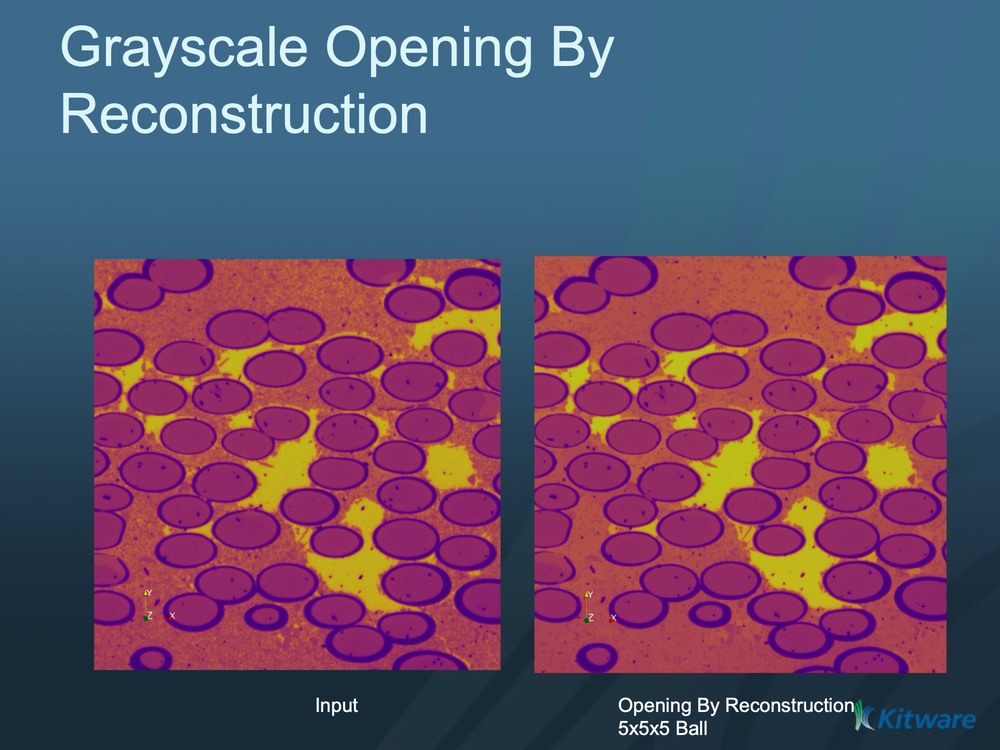 Grayscale Opening By
Reconstruction
Y
Z
X
Y
Z
X
Input
Opening By Reconstruction
5x5x5 Ball
Kitware